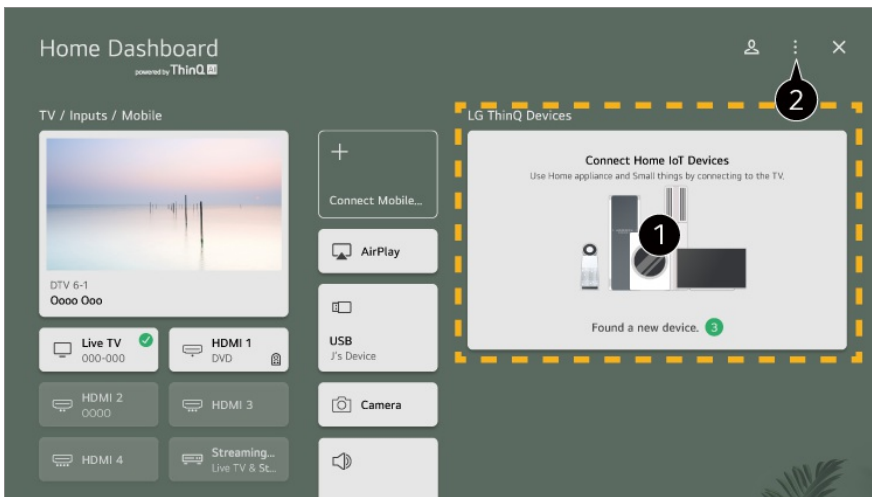 Home Dashboard
powered by ThinQ AI
2
TV / Inputs / Mobile
DTV 6-1
Oooo Ooo
Live TV
000-000
HDMI 1
DVD
HDMI 2
0000
HDMI 3
HDMI 4
Streaming...
Live TV & St...
Connect Mobile...
AirPlay
USB
J's Device
Camera
LG ThinQ Devices
Connect Home IoT Devices
Use Home appliance and Small things by connecting to the TV.
1
Found a new device. 3